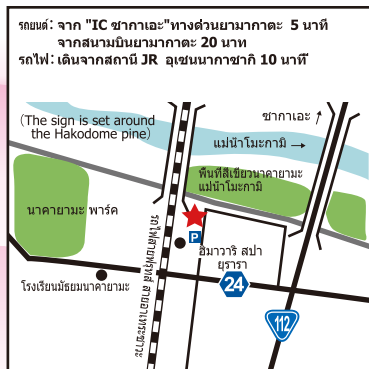 รถยนต์: จาก "IC ซากาเอะ"ทางด่วนยามากาตะ 5 นาที
จากสนามบินยามากาตะ 20 นาท
รถไฟ: เดินจากสถานี JR อุเซนนากาซากิ 10 นาที
ซากาเอะ
(The sign is set around
the Hakodome pine)
แม่น้ำโมะกามิ
พื้นที่สีเขียวนาคายามะ
แม่น้ำโมะกามิ
นาคายามะ พาร์ค
P
ฮิมาวาริ สปา
ยุรารา
24
โรงเรียนมัธยมนาคายามะ
112